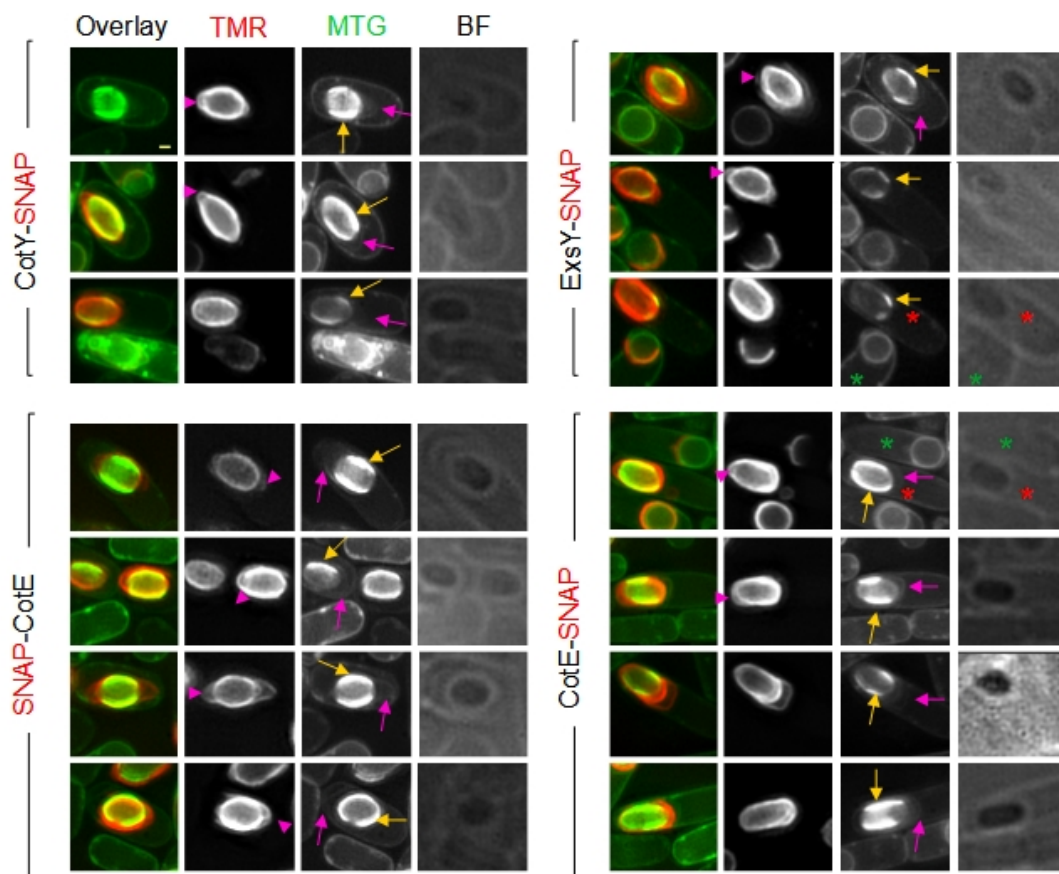 Overlay TMR MTG BF
CotY-SNAP
ExsY-SNAP
* *
* *
SNAP-CotE
CotE-SNAP
* *
* *